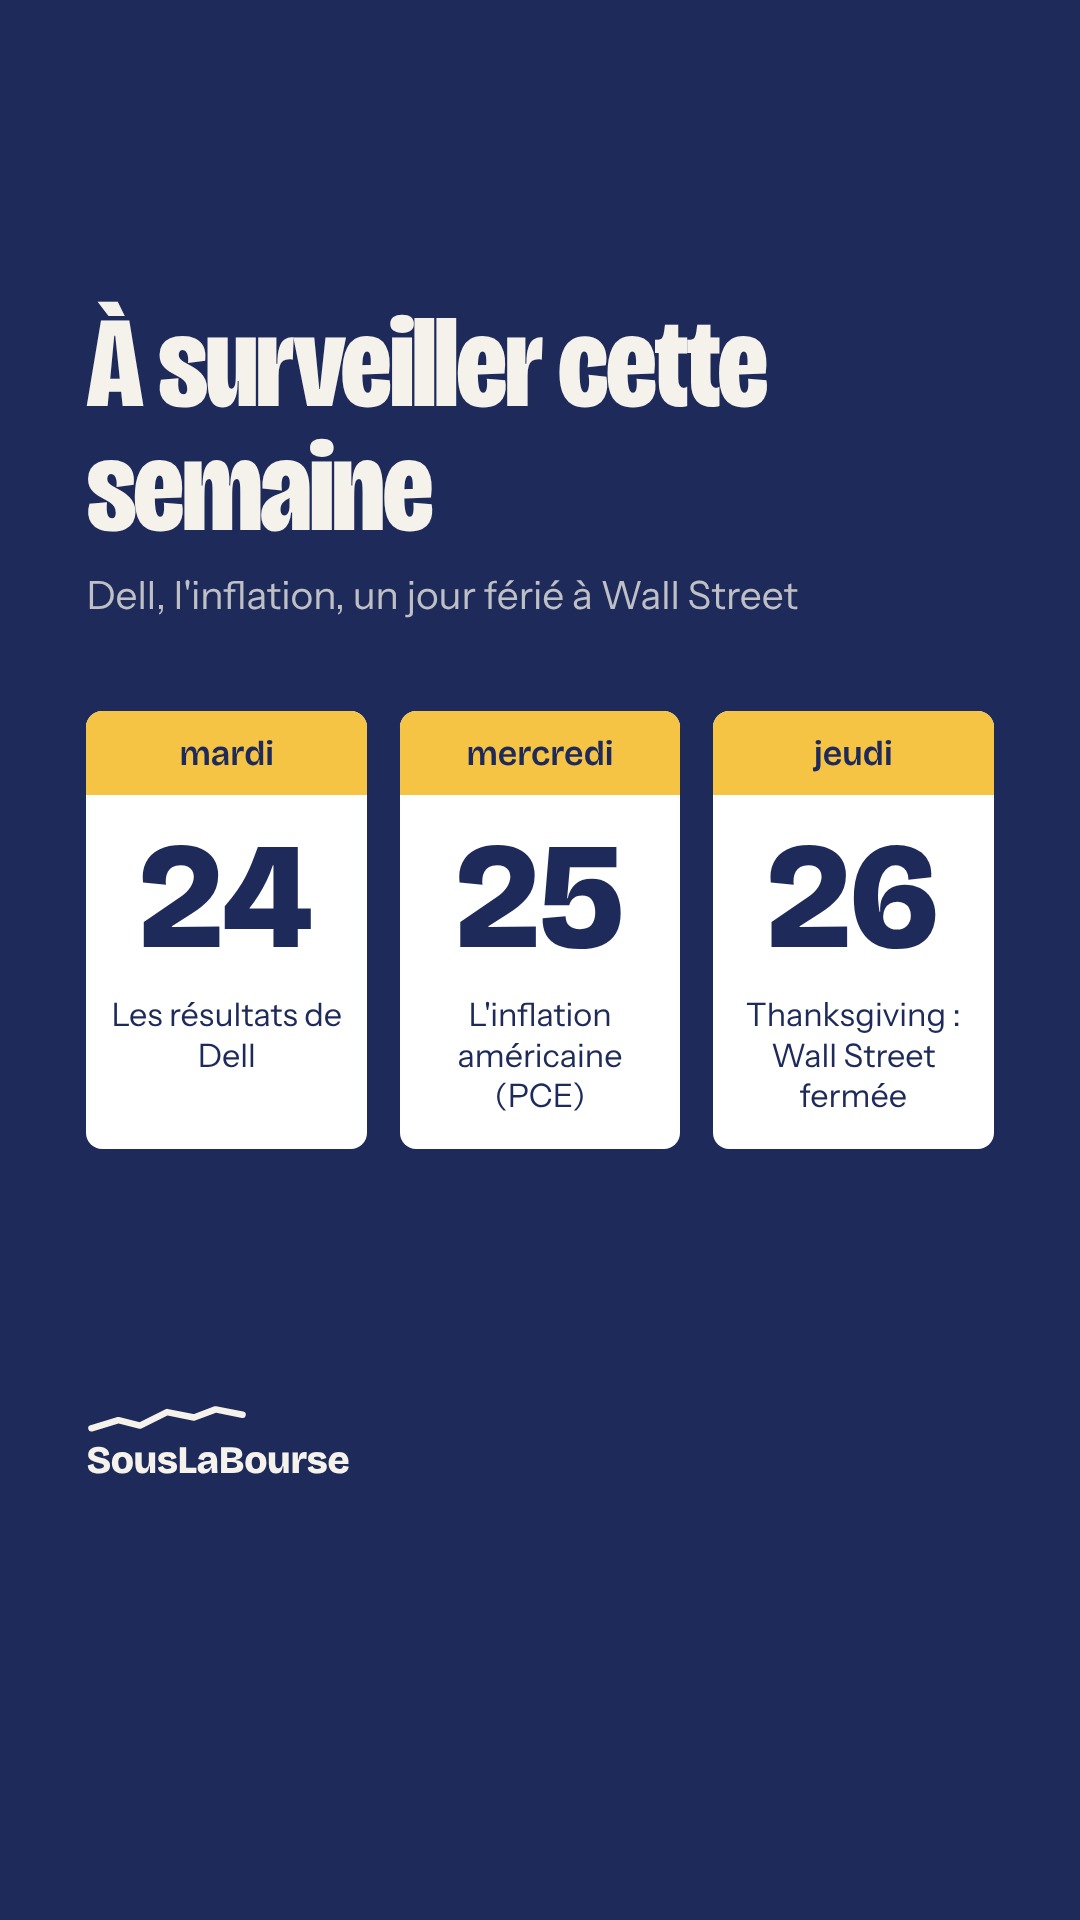 À surveiller cette
semaine
Dell, l'inflation, un jour férié à Wall Street
mardi
24
Les résultats de
Dell
mercredi
25
L'inflation
américaine
(PCE)
jeudi
26
Thanksgiving :
Wall Street
fermée
SousLaBourse